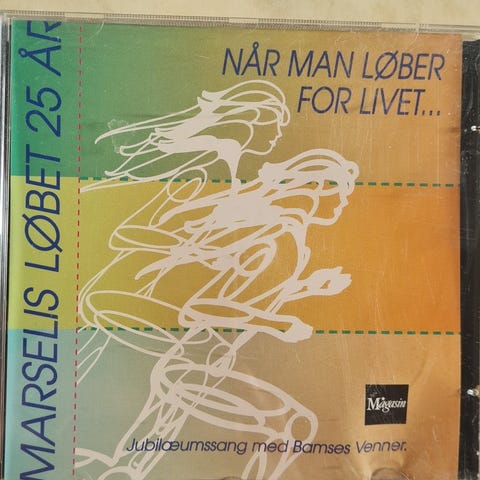 MARSELIS LØBET 25 ÅR
NÅR MAN LØBER
FOR LIVET...
Magasin
Jubilæumssang med Bamses Venner.